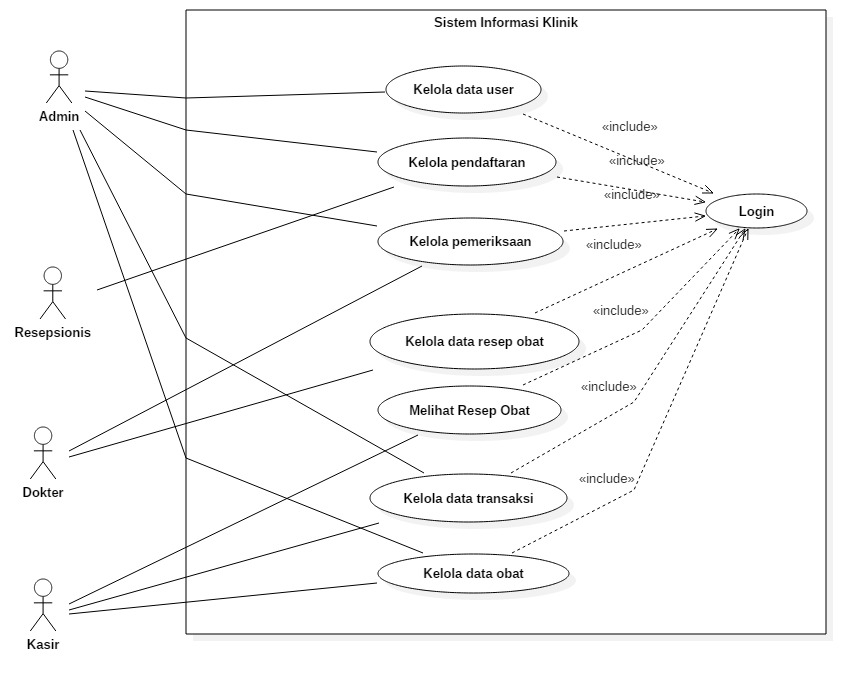 Sistem Informasi Klinik
Admin
Kelola data user
«include»
Kelola pendaftaran
«include»
Kelola pemeriksaan
«include»
Login
«include»
Resepsionis
Kelola data resep obat
«include»
Melihat Resep Obat
«include»
Dokter
Kelola data transaksi
«include»
Kelola data obat
Kasir